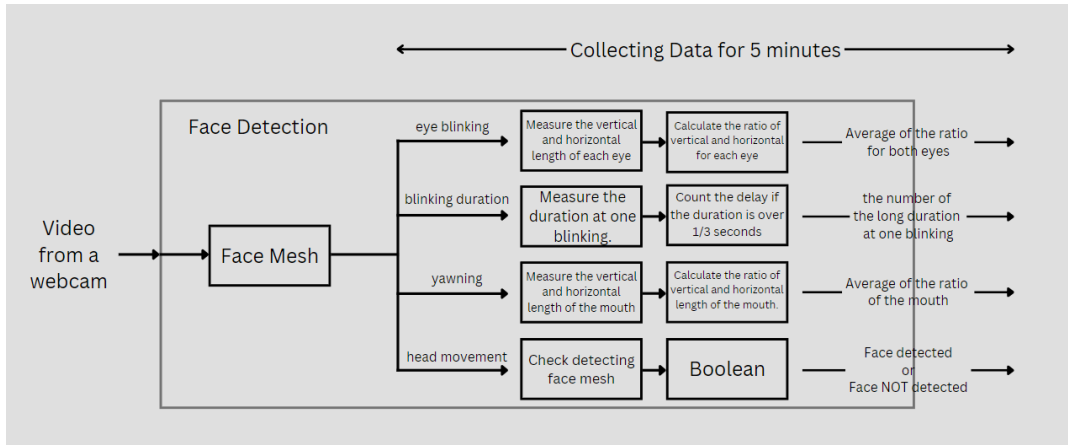 Collecting Data for 5 minutes
Face Detection
Video
from a
webcam
Face Mesh
eye blinking
Measure the vertical
and horizontal
length of each eye
Calculate the ratio of
vertical and horizontal
for each eye
Average of the ratio
for both eyes
blinking duration
Measure the
duration at one
blinking.
Count the delay if
the duration is over
1/3 seconds
the number of
the long duration
at one blinking
yawning
Measure the vertical
and horizontal
length of the mouth
Calculate the ratio of
vertical and horizontal
length of the mouth.
Average of the ratio
of the mouth
head movement
Check detecting
face mesh
Boolean
Face detected
or
Face NOT detected